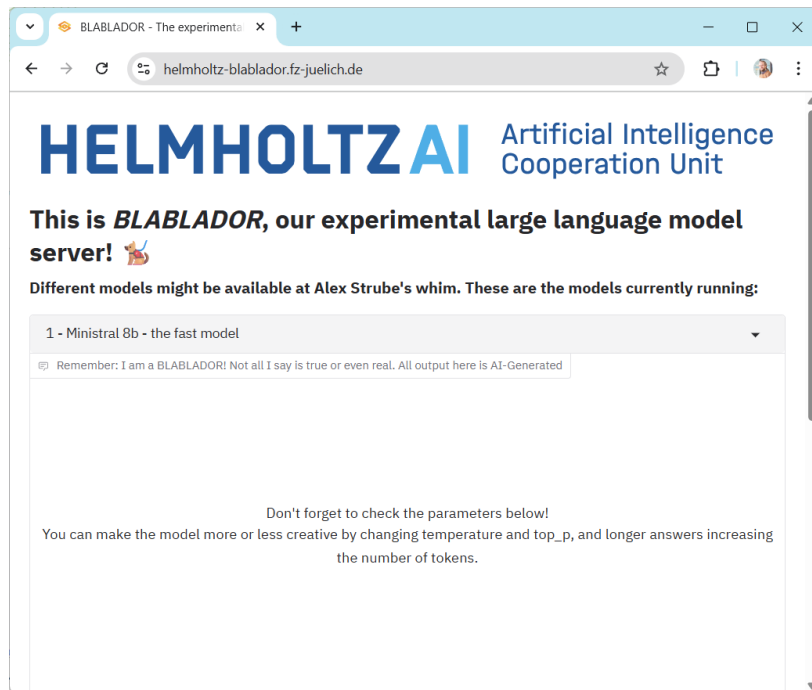 BLABLADOR - The experimenta
helmholtz-blablador.fz-juelich.de
HELMHOLTZ AI Artificial Intelligence
Cooperation Unit
This is BLABLADOR, our experimental large language model
server!
Different models might be available at Alex Strube's whim. These are the models currently running:
1 - Ministral 8b - the fast model
Remember: I am a BLABLADOR! Not all I say is true or even real. All output here is AI-Generated
Don't forget to check the parameters below!
You can make the model more or less creative by changing temperature and top_p, and longer answers increasing
the number of tokens.